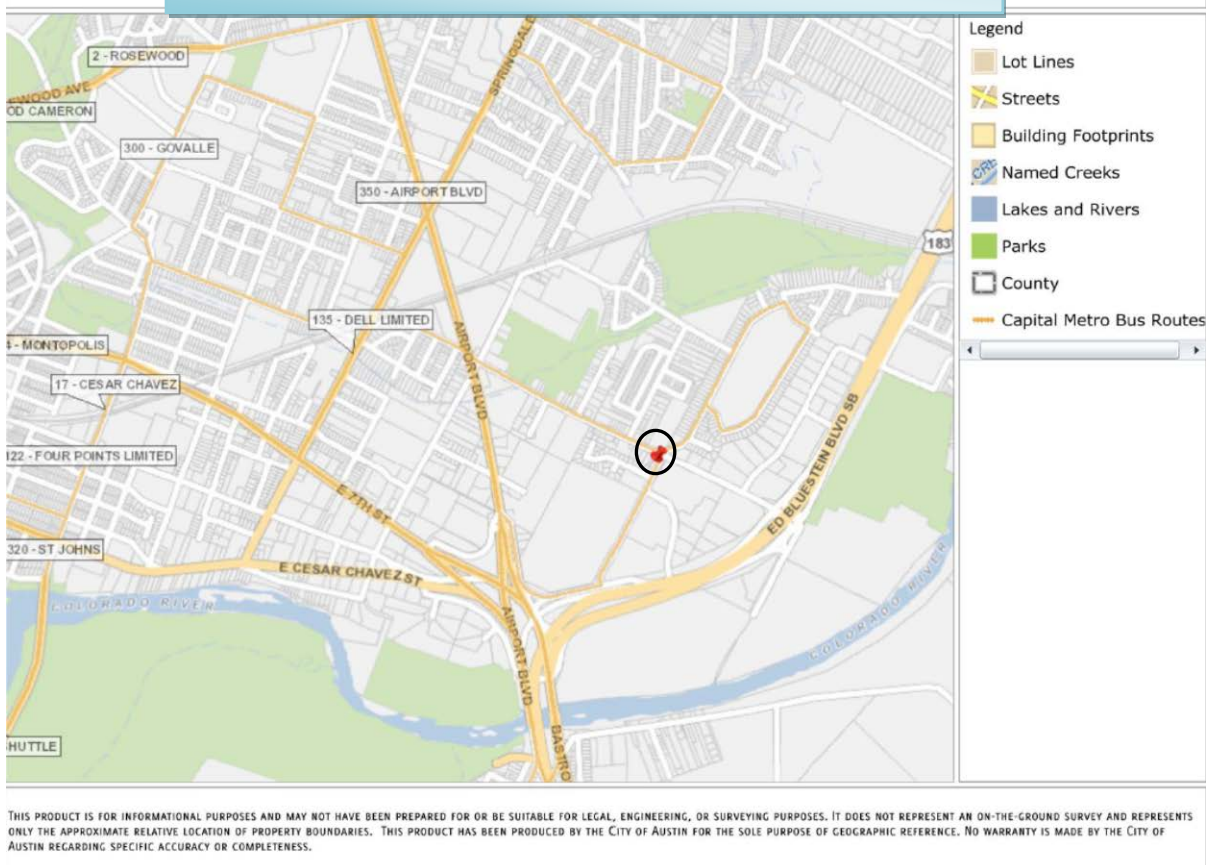 2 - ROSEWOOD
EWOOD AVE
OD CAMERON
300 - GOVALLE
350 - AIRPORT BLVD
SPRINGDALE
183
135 - DELL LIMITED
AIRPORT BLVD
4 - MONTOPOLIS
17 - CESAR CHAVEZ
122 - FOUR POINTS LIMITED
E 7TH ST
ED BLUESTEIN BLVD SB
320 - ST JOHNS
E CESAR CHAVEZ ST
COLORADO RIVER
COLORADO RIVER
AIRPORT BLVD
BASTRO
HUTTLE
Legend
Lot Lines
Streets
Building Footprints
CRE
Named Creeks
Lakes and Rivers
Parks
County
Capital Metro Bus Routes
THIS PRODUCT IS FOR INFORMATIONAL PURPOSES AND MAY NOT HAVE BEEN PREPARED FOR OR BE SUITABLE FOR LEGAL, ENGINEERING, OR SURVEYING PURPOSES. IT DOES NOT REPRESENT AN ON-THE-GROUND SURVEY AND REPRESENTS
ONLY THE APPROXIMATE RELATIVE LOCATION OF PROPERTY BOUNDARIES. THIS PRODUCT HAS BEEN PRODUCED BY THE CITY OF AUSTIN FOR THE SOLE PURPOSE OF GEOGRAPHIC REFERENCE. NO WARRANTY IS MADE BY THE CITY OF
AUSTIN REGARDING SPECIFIC ACCURACY OR COMPLETENESS.